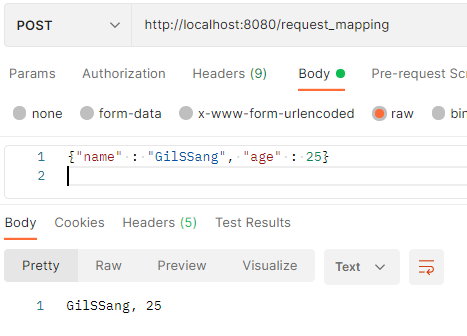 POST http://localhost:8080/request_mapping
Params Authorization Headers (9) Body Pre-request Sc
none form-data x-www-form-urlencoded raw bin
1 {"name" : "GilSSang", "age" : 25}
2
Body Cookies Headers (5) Test Results
Pretty Raw Preview Visualize Text
1 GilSSang, 25